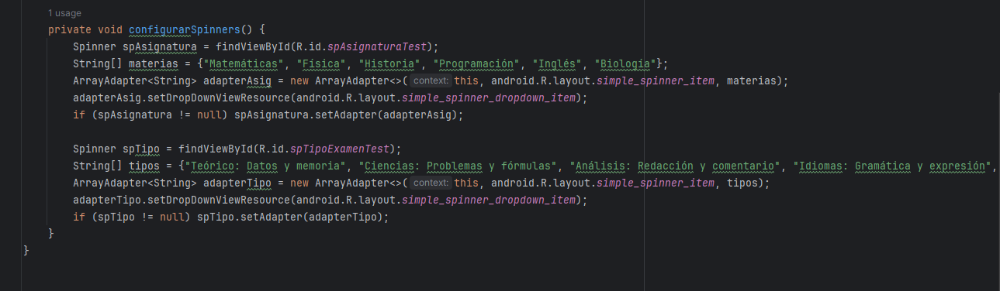 1 usage
private void configurarSpinners() {
Spinner spAsignatura = findViewById(R.id.spAsignaturaTest);
String[] materias = {"Matemáticas", "Física", "Historia", "Programación", "Inglés", "Biología"};
ArrayAdapter<String> adapterAsig = new ArrayAdapter<>( context: this, android.R.layout.simple_spinner_item, materias);
adapterAsig.setDropDownViewResource(android.R.layout.simple_spinner_dropdown_item);
if (spAsignatura != null) spAsignatura.setAdapter(adapterAsig);
Spinner spTipo = findViewById(R.id.spTipoExamenTest);
String[] tipos = {"Teórico: Datos y memoria", "Ciencias: Problemas y fórmulas", "Análisis: Redacción y comentario", "Idiomas: Gramática y expresión",
ArrayAdapter<String> adapterTipo = new ArrayAdapter<>( context: this, android.R.layout.simple_spinner_item, tipos);
adapterTipo.setDropDownViewResource(android.R.layout.simple_spinner_dropdown_item);
if (spTipo != null) spTipo.setAdapter(adapterTipo);
}
}